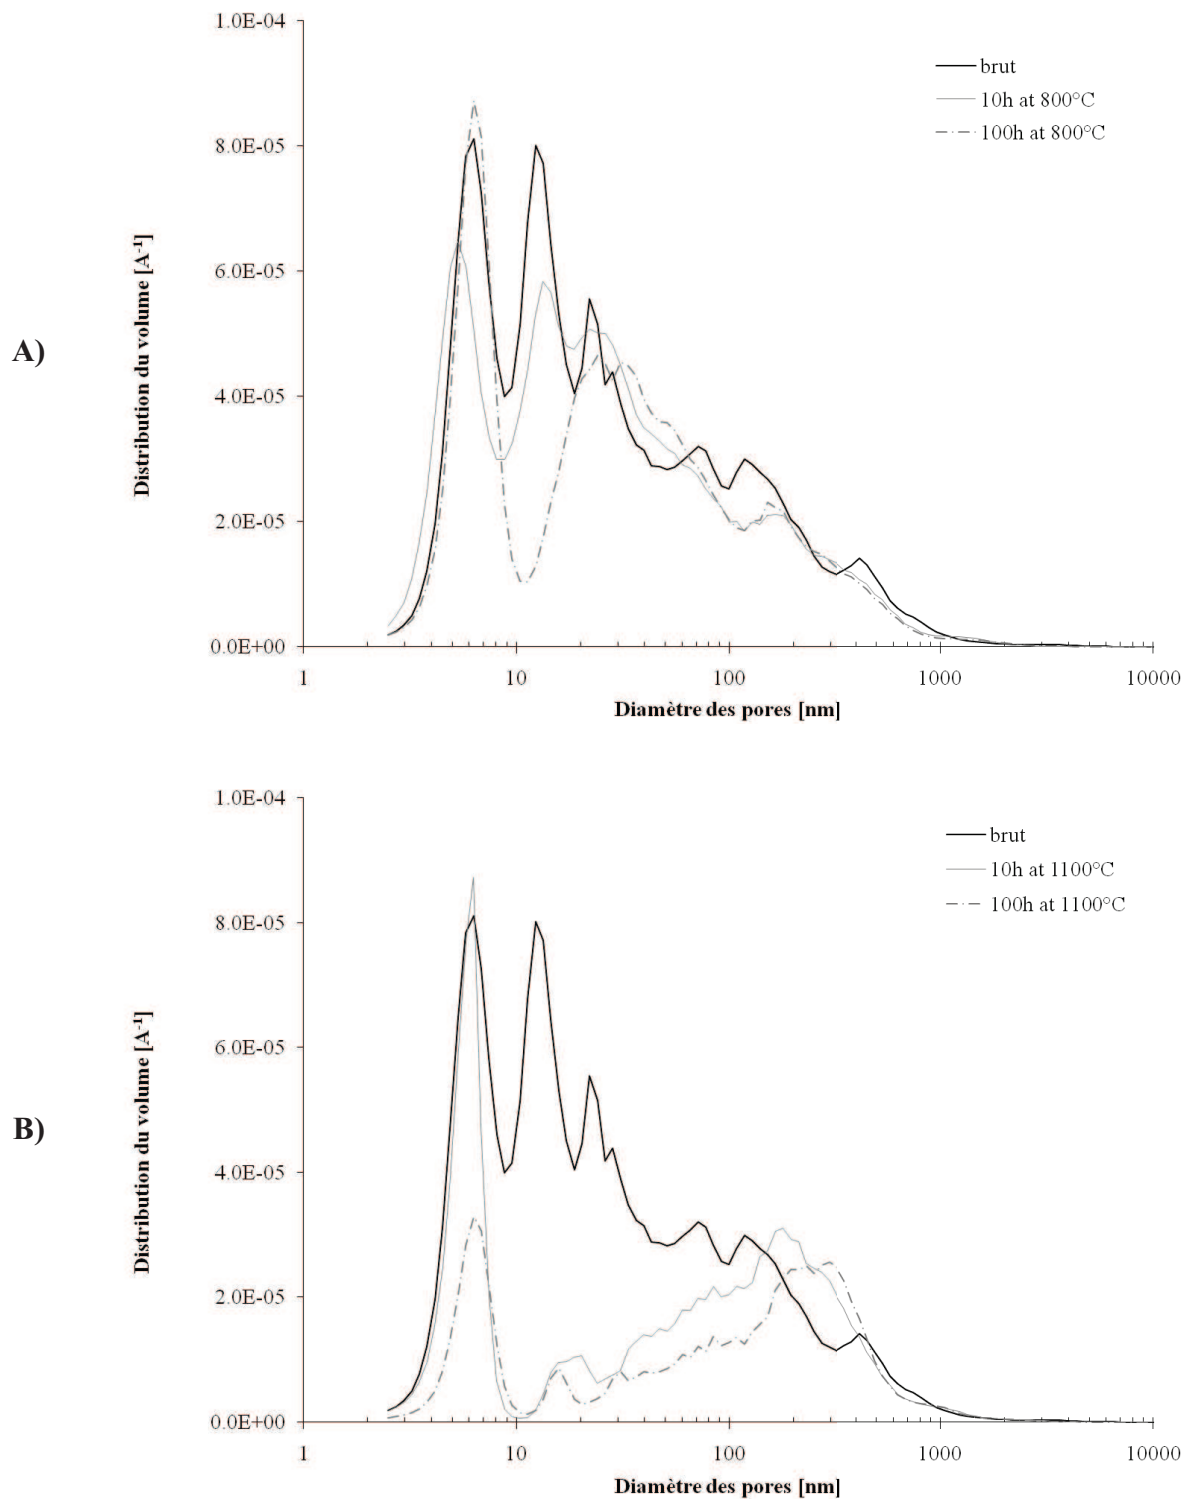 A)
Distribution du volume [A⁻¹]
1.0E-04
8.0E-05
6.0E-05
4.0E-05
2.0E-05
0.0E+00
brut
10h at 800°C
100h at 800°C
1 10 100 1000 10000
Diamètre des pores [nm]
B)
Distribution du volume [A⁻¹]
1.0E-04
8.0E-05
6.0E-05
4.0E-05
2.0E-05
0.0E+00
brut
10h at 1100°C
100h at 1100°C
1 10 100 1000 10000
Diamètre des pores [nm]